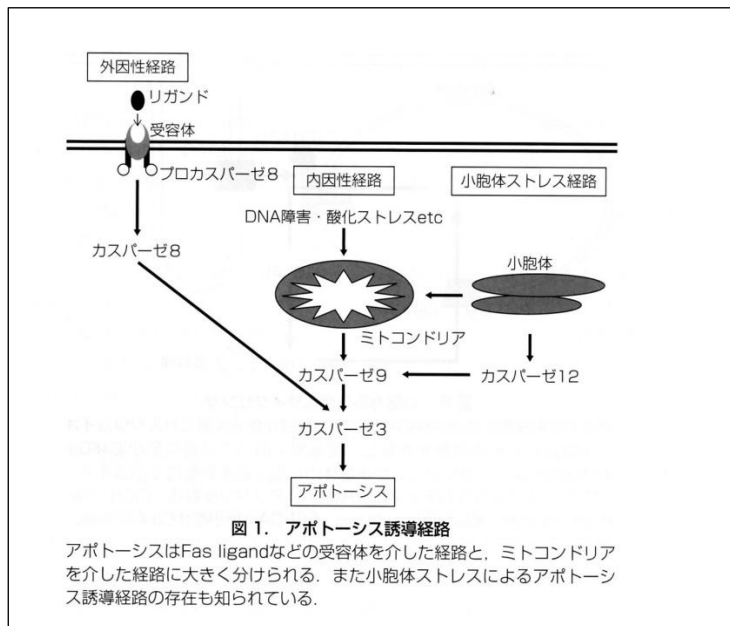 外因性経路
リガンド
受容体
プロカスパーゼ8
内因性経路
小胞体ストレス経路
DNA障害・酸化ストレスetc
カスパーゼ8
小胞体
ミトコンドリア
カスパーゼ9
カスパーゼ12
カスパーゼ3
アポトーシス
図 1. アポトーシス誘導経路
アポトーシスはFas ligandなどの受容体を介した経路と，ミトコンドリア
を介した経路に大きく分けられる．また小胞体ストレスによるアポトーシ
ス誘導経路の存在も知られている．